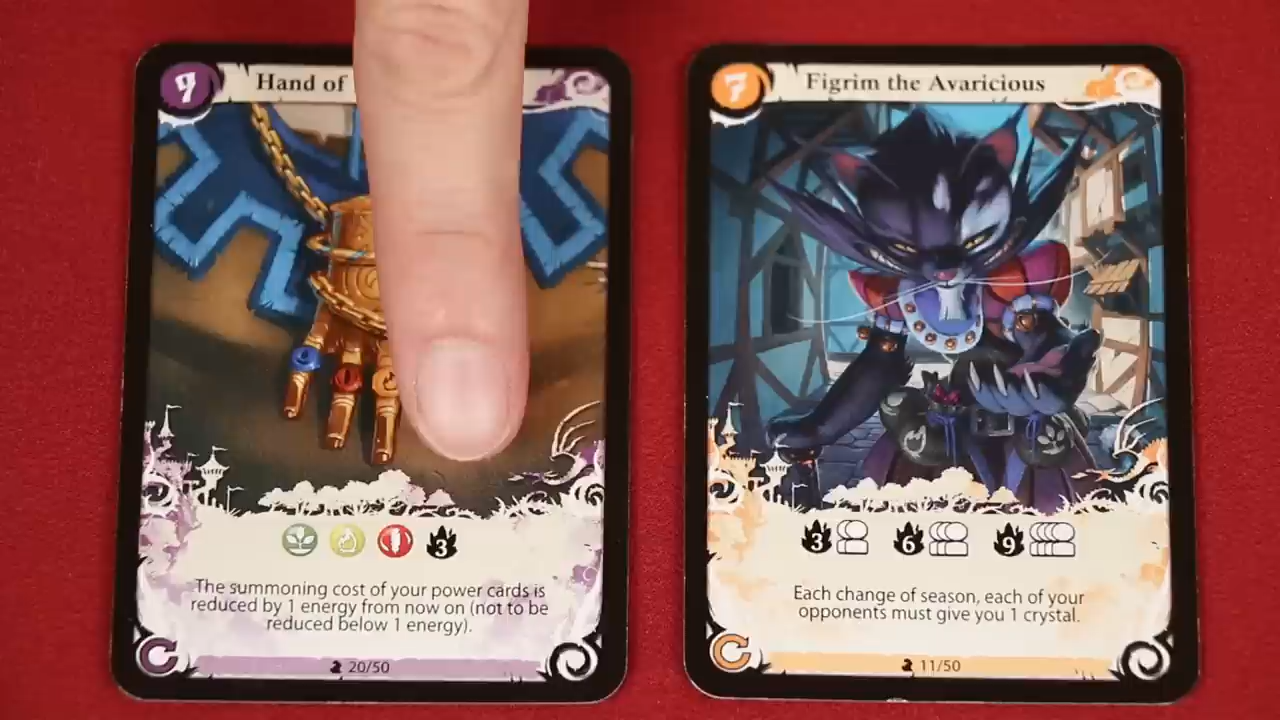 9
Hand of
3
The summoning cost of your power cards is
reduced by 1 energy from now on (not to be
reduced below 1 energy).
20/50
7
Figrim the Avaricious
3 6 9
Each change of season, each of your
opponents must give you 1 crystal.
11/50